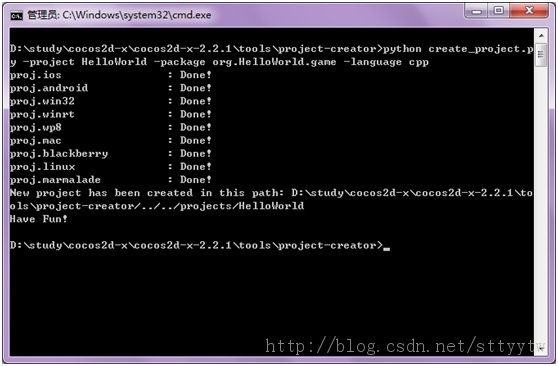 管理员: C:\Windows\system32\cmd.exe
D:\study\cocos2d-x\cocos2d-x-2.2.1\tools\project-creator>python create_project.p
y -project HelloWorld -package org.HelloWorld.game -language cpp
proj.ios : Done!
proj.android : Done!
proj.win32 : Done!
proj.winrt : Done!
proj.wp8 : Done!
proj.mac : Done!
proj.blackberry : Done!
proj.linux : Done!
proj.marmalade : Done!
New project has been created in this path: D:\study\cocos2d-x\cocos2d-x-2.2.1\to
ols\project-creator/../../projects/HelloWorld
Have Fun!
D:\study\cocos2d-x\cocos2d-x-2.2.1\tools\project-creator>_
http://blog.csdn.net/sttyytw